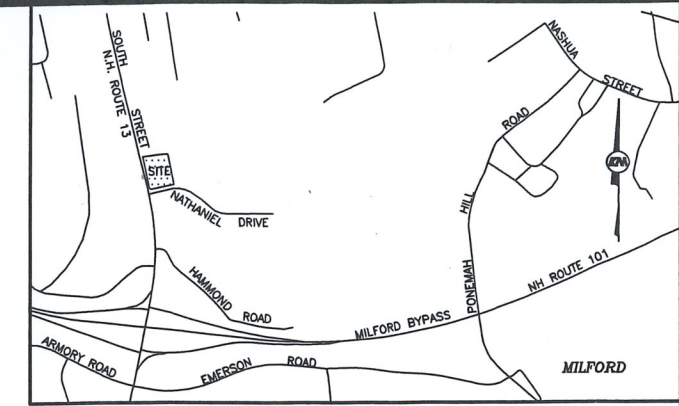 SOUTH STREET
N.H. ROUTE 13
SITE
NATHANIEL DRIVE
HAMMOND ROAD
ARMORY ROAD
EMERSON ROAD
MILFORD BYPASS
NH ROUTE 101
PONEMAH HILL ROAD
NASHUA STREET
MILFORD